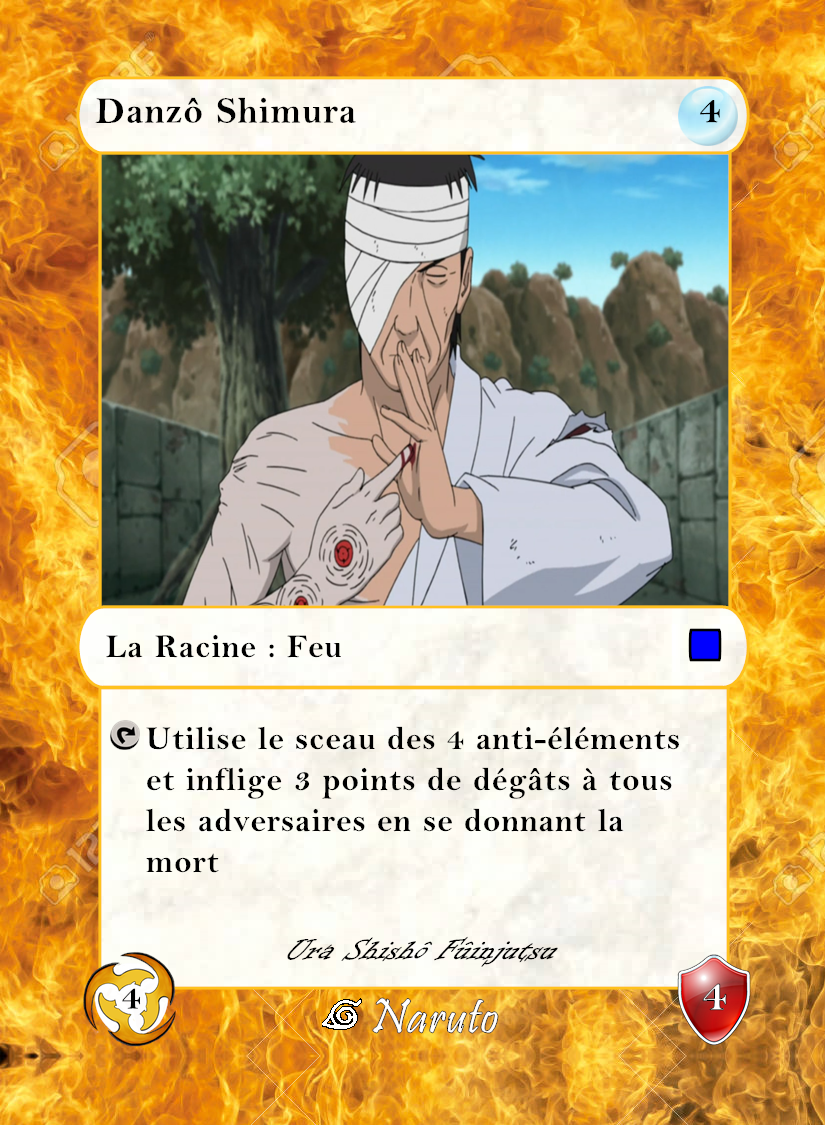 Danzô Shimura
4
La Racine : Feu
Utilise le sceau des 4 anti-éléments
et inflige 3 points de dégâts à tous
les adversaires en se donnant la
mort
Ura Shishô Fûinjutsu
4
Naruto
4